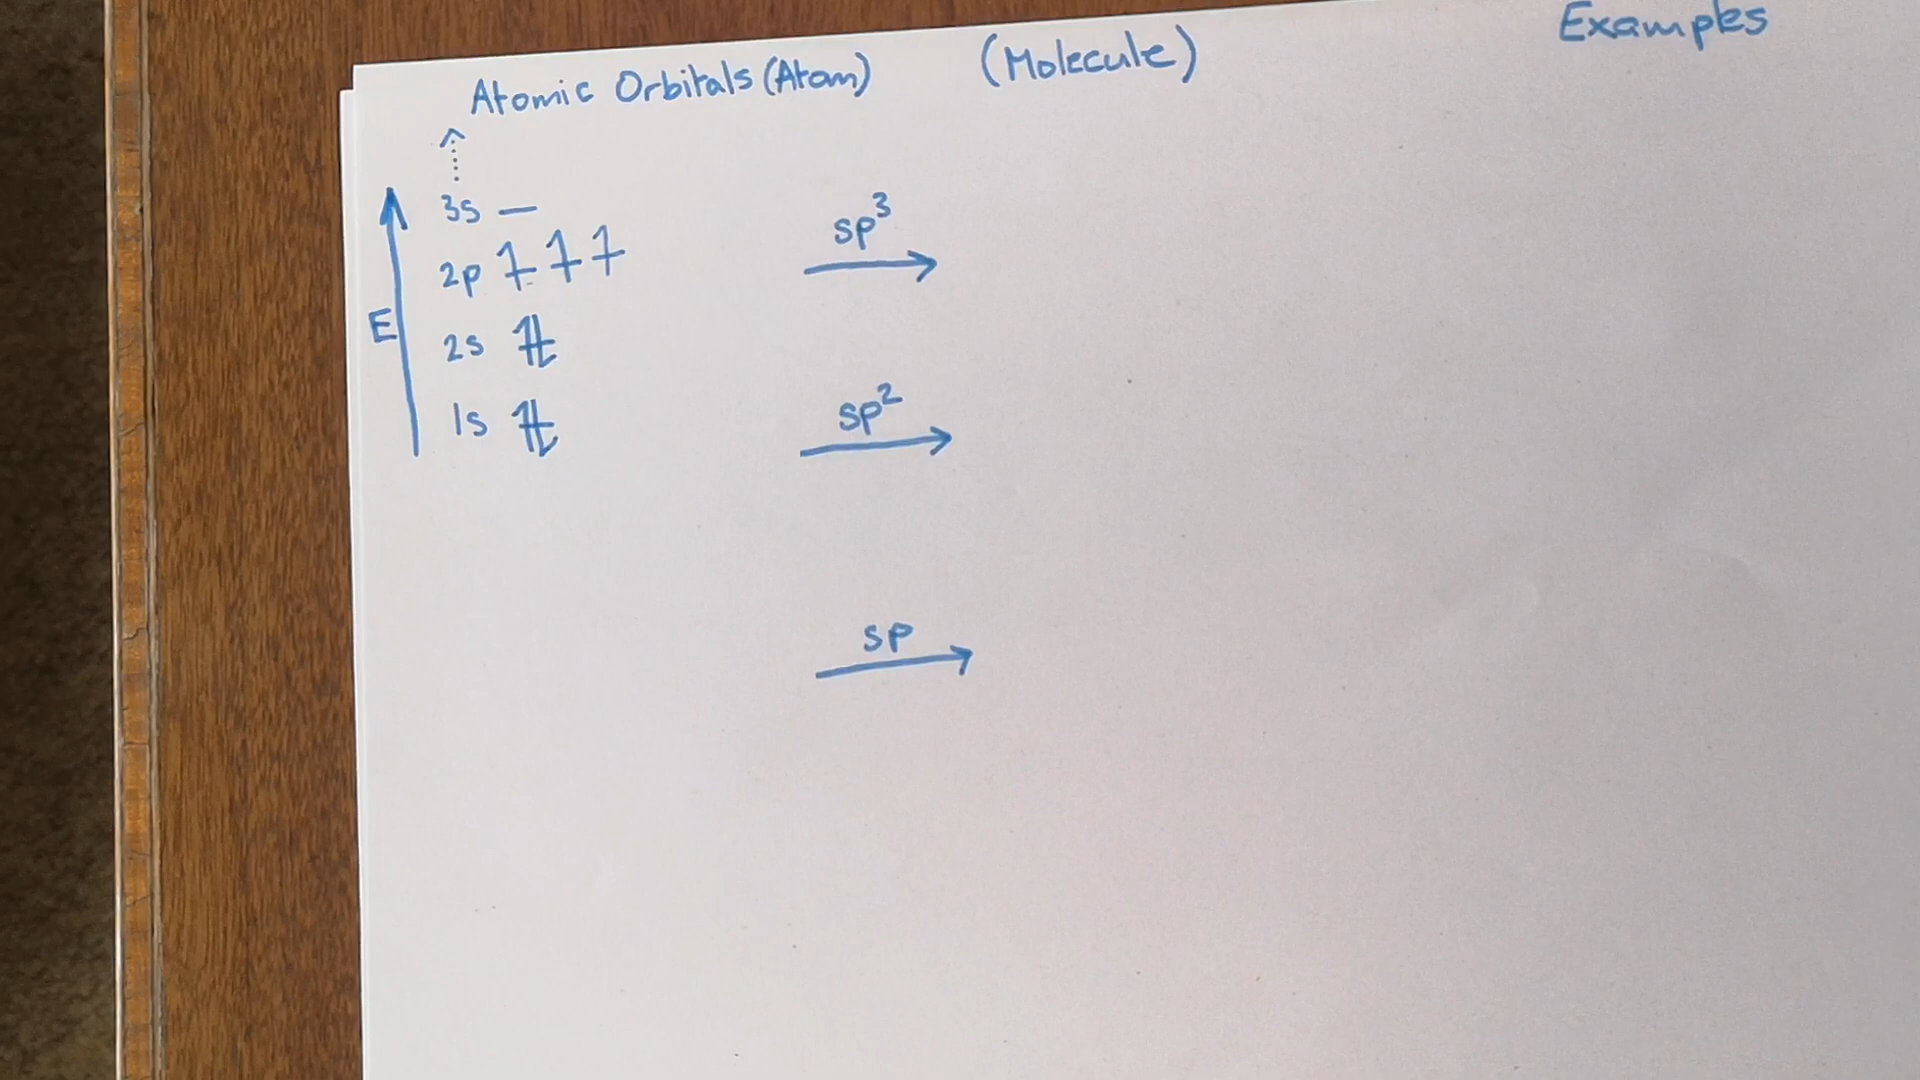 Atomic Orbitals (Atom) (Molecule) Examples
3s
2p
2s
1s
E
sp³
sp²
sp